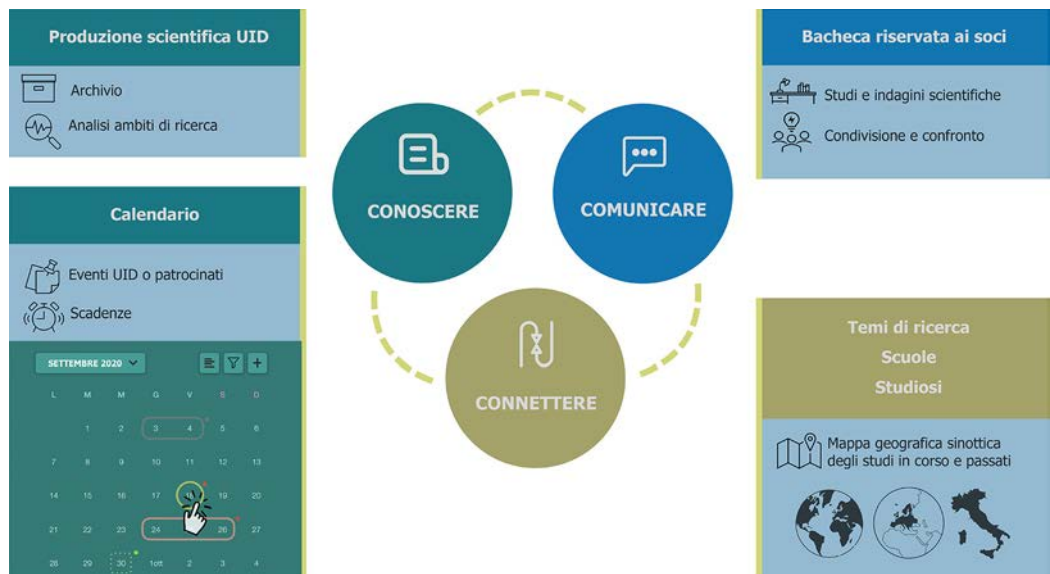 Produzione scientifica UID
Archivio
Analisi ambiti di ricerca
Calendario
Eventi UID o patrocinati
Scadenze
SETTEMBRE 2020
L M M G V S D
1 2 3 4 5 6
7 8 9 10 11 12 13
14 15 16 17 18 19 20
21 22 23 24 26 27
28 29 30 1ott 2 3 4
CONOSCERE
COMUNICARE
CONNETTERE
Bacheca riservata ai soci
Studi e indagini scientifiche
Condivisione e confronto
Temi di ricerca
Scuole
Studiosi
Mappa geografica sinottica
degli studi in corso e passati